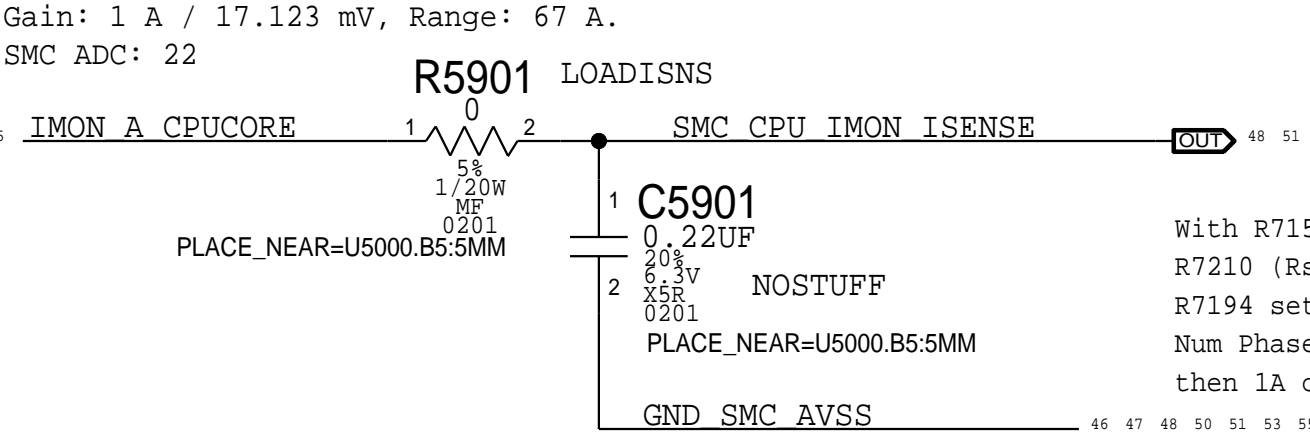 Gain: 1 A / 17.123 mV, Range: 67 A.
SMC ADC: 22
R5901 LOADISNS
0
IMON_A_CPUCORE 1 2 SMC_CPU_IMON_ISENSE OUT 48 51
5%
1/20W
MF
0201
PLACE_NEAR=U5000.B5:5MM
1 C5901
0.22UF
20%
6.3V
2 X5R NOSTUFF
0201
PLACE_NEAR=U5000.B5:5MM
GND_SMC_AVSS 46 47 48 50 51 53
With R715
R7210 (Rs
R7194 set
Num Phase
then 1A